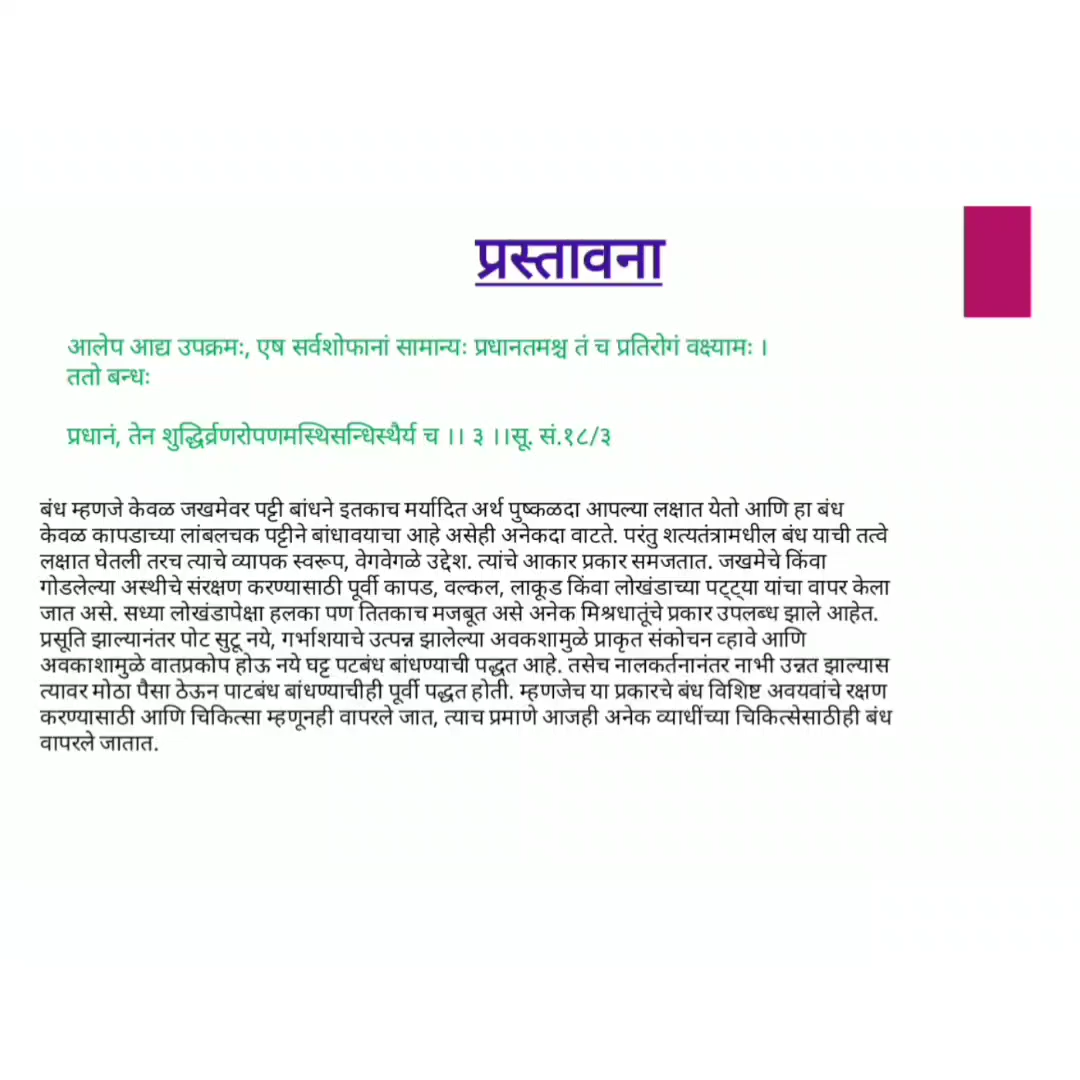 प्रस्तावना
आलेप आद्य उपक्रमः, एष सर्वशोफानां सामान्यः प्रधानतमश्च तं च प्रतिरोगं वक्ष्यामः ।
ततो बन्धः
प्रधानं, तेन शुद्धिर्व्रणरोपणमस्थिसन्धिस्थैर्य च ।। ३ ।।सू. सं.१८/३
बंध म्हणजे केवळ जखमेवर पट्टी बांधने इतकाच मर्यादित अर्थ पुष्कळदा आपल्या लक्षात येतो आणि हा बंध
केवळ कापडाच्या लांबलचक पट्टीने बांधावयाचा आहे असेही अनेकदा वाटते. परंतु शत्यतंत्रामधील बंध याची तत्वे
लक्षात घेतली तरच त्याचे व्यापक स्वरूप, वेगवेगळे उद्देश. त्यांचे आकार प्रकार समजतात. जखमेचे किंवा
गोडलेल्या अस्थीचे संरक्षण करण्यासाठी पूर्वी कापड, वल्कल, लाकूड किंवा लोखंडाच्या पट्ट्या यांचा वापर केला
जात असे. सध्या लोखंडापेक्षा हलका पण तितकाच मजबूत असे अनेक मिश्रधातूंचे प्रकार उपलब्ध झाले आहेत.
प्रसूति झाल्यानंतर पोट सुटू नये, गर्भाशयाचे उत्पन्न झालेल्या अवकशामुळे प्राकृत संकोचन व्हावे आणि
अवकाशामुळे वातप्रकोप होऊ नये घट्ट पटबंध बांधण्याची पद्धत आहे. तसेच नालकर्तनानंतर नाभी उन्नत झाल्यास
त्यावर मोठा पैसा ठेऊन पाटबंध बांधण्याचीही पूर्वी पद्धत होती. म्हणजेच या प्रकारचे बंध विशिष्ट अवयवांचे रक्षण
करण्यासाठी आणि चिकित्सा म्हणूनही वापरले जात, त्याच प्रमाणे आजही अनेक व्याधींच्या चिकित्सेसाठीही बंध
वापरले जातात.